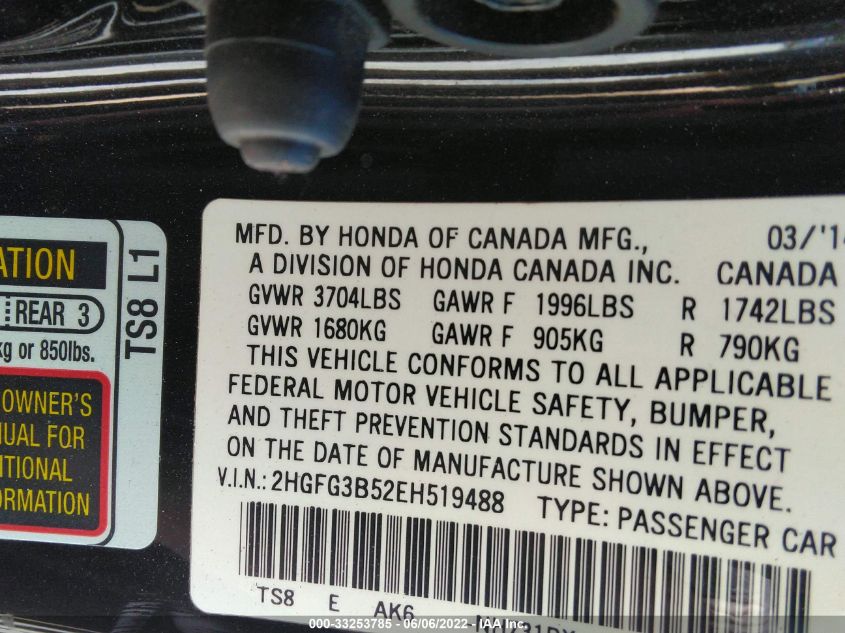 ATION
REAR 3
kg or 850lbs.
OWNER'S
UAL FOR
ITIONAL
ORMATION
TS8 L1
MFD. BY HONDA OF CANADA MFG., 03/'14
A DIVISION OF HONDA CANADA INC. CANADA
GVWR 3704LBS GAWR F 1996LBS R 1742LBS
GVWR 1680KG GAWR F 905KG R 790KG
THIS VEHICLE CONFORMS TO ALL APPLICABLE
FEDERAL MOTOR VEHICLE SAFETY, BUMPER,
AND THEFT PREVENTION STANDARDS IN EFFECT
ON THE DATE OF MANUFACTURE SHOWN ABOVE.
V.I.N.: 2HGFG3B52EH519488 TYPE: PASSENGER CAR
TS8 E AK6
000-33253785 - 06/06/2022 - IAA Inc.